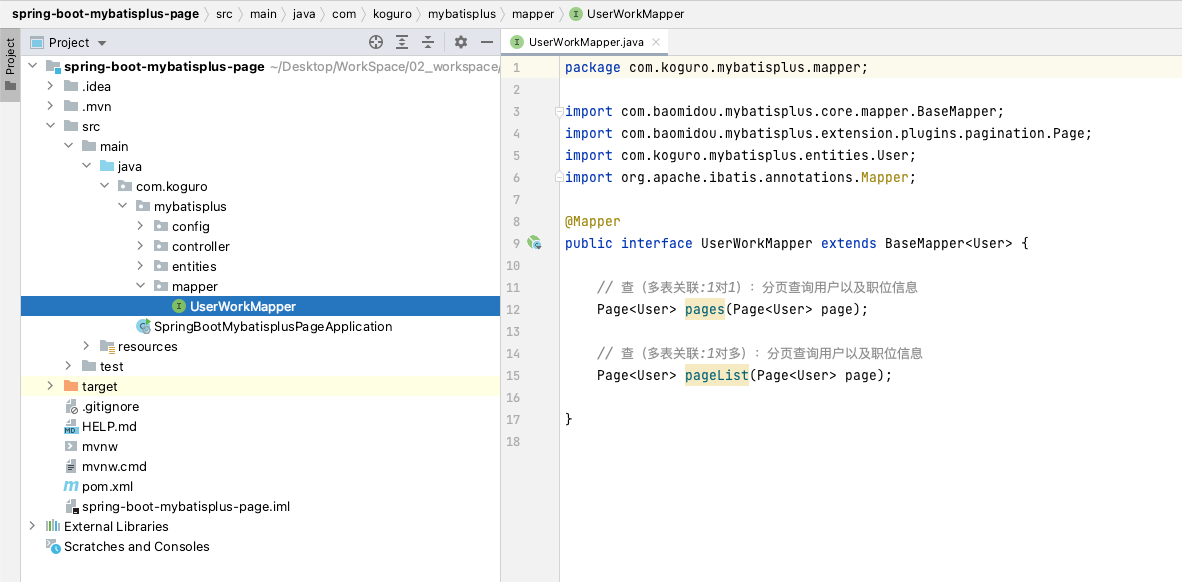 spring-boot-mybatisplus-page src main java com koguro mybatisplus mapper UserWorkMapper
Project
Project
UserWorkMapper.java
spring-boot-mybatisplus-page ~/Desktop/WorkSpace/02_workspace/
.idea
.mvn
src
main
java
com.koguro
mybatisplus
config
controller
entities
mapper
UserWorkMapper
SpringBootMybatisplusPageApplication
resources
test
target
.gitignore
HELP.md
mvnw
mvnw.cmd
pom.xml
spring-boot-mybatisplus-page.iml
External Libraries
Scratches and Consoles
1 package com.koguro.mybatisplus.mapper;
2
3 import com.baomidou.mybatisplus.core.mapper.BaseMapper;
4 import com.baomidou.mybatisplus.extension.plugins.pagination.Page;
5 import com.koguro.mybatisplus.entities.User;
6 import org.apache.ibatis.annotations.Mapper;
7
8 @Mapper
9 public interface UserWorkMapper extends BaseMapper<User> {
10
11 // 查（多表关联:1对1）：分页查询用户以及职位信息
12 Page<User> pages(Page<User> page);
13
14 // 查（多表关联:1对多）：分页查询用户以及职位信息
15 Page<User> pageList(Page<User> page);
16
17 }
18